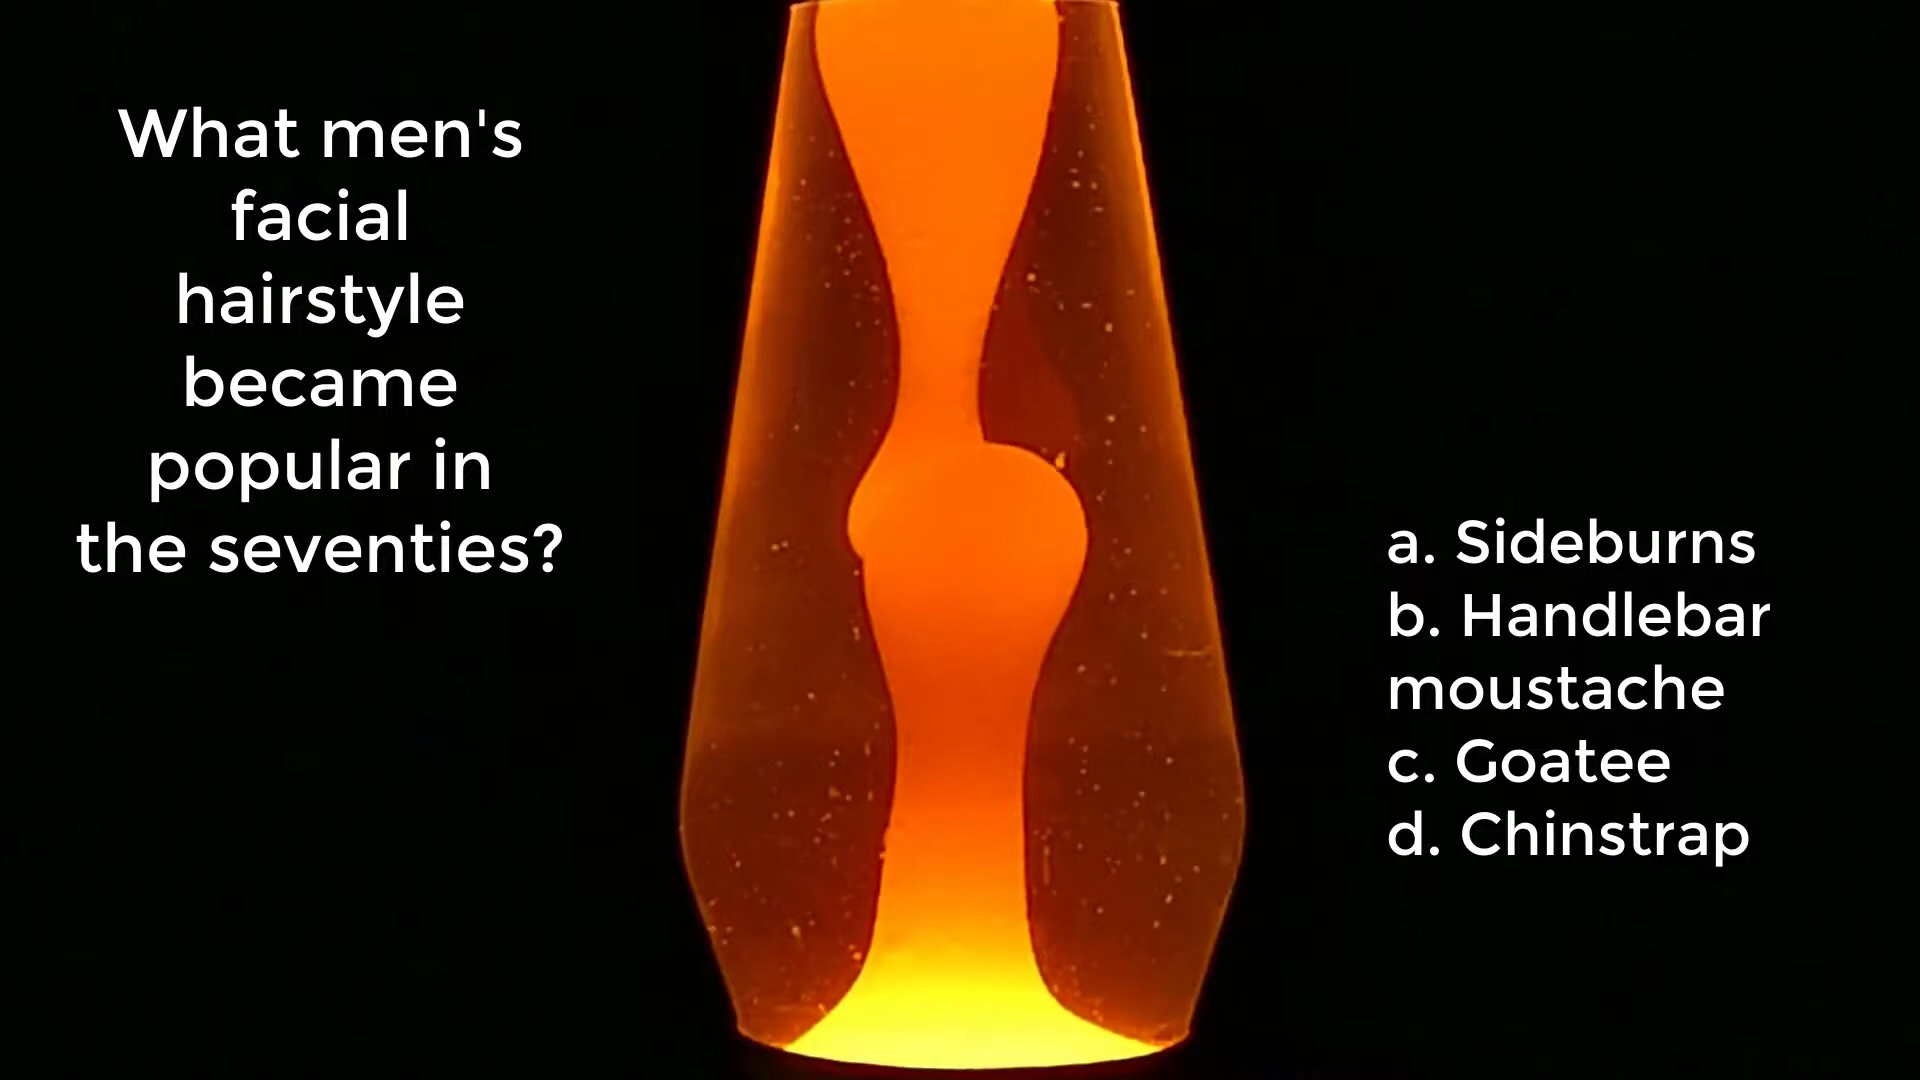 What men's
facial
hairstyle
became
popular in
the seventies?
a. Sideburns
b. Handlebar
moustache
c. Goatee
d. Chinstrap